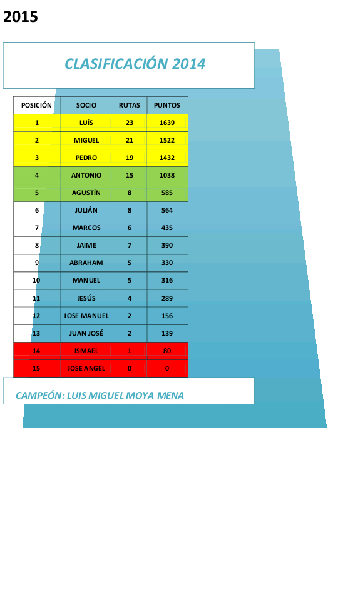 2015
CLASIFICACIÓN 2014
POSICIÓN SOCIO RUTAS PUNTOS
1 LUÍS 23 1639
2 MIGUEL 21 1522
3 PEDRO 19 1432
4 ANTONIO 15 1038
5 AGUSTÍN 8 585
6 JULIÁN 8 564
7 MARCOS 6 435
8 JAIME 7 390
9 ABRAHAM 5 330
10 MANUEL 5 316
11 JESÚS 4 289
12 JOSE MANUEL 2 156
13 JUAN JOSÉ 2 139
14 ISMAEL 1 80
15 JOSE ANGEL 0 0
CAMPEÓN: LUIS MIGUEL MOYA MENA